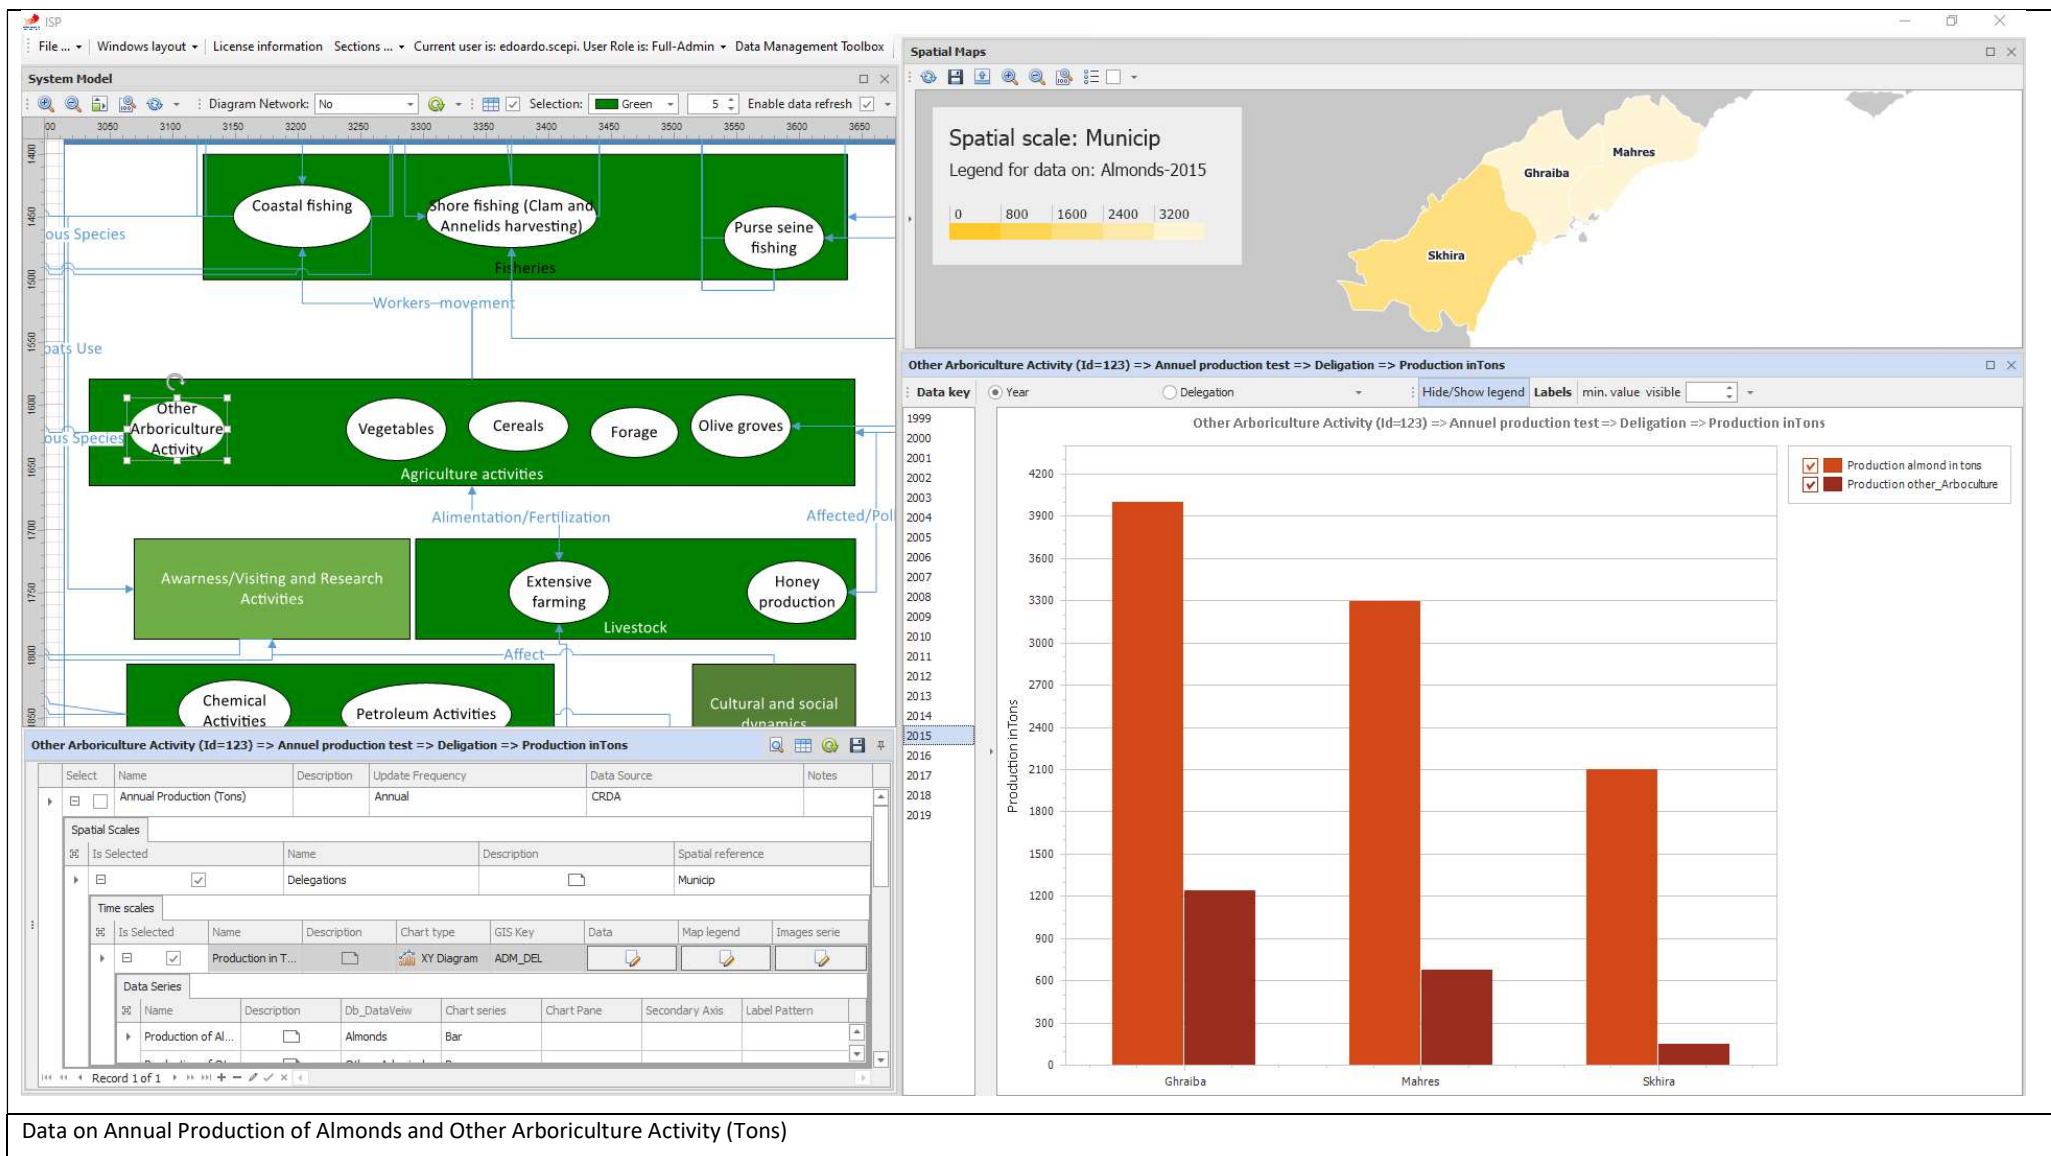 ISP
File ... Windows layout License information Sections ... Current user is: edoardo.scepi. User Role is: Full-Admin Data Management Toolbox
System Model
Diagram Network: No Selection: Green 5 Enable data refresh
00 3050 3100 3150 3200 3250 3300 3350 3400 3450 3500 3550 3600 3650
1400
1450
1500
1550
1600
1650
1700
1750
1800
1850
Coastal fishing
Shore fishing (Clam and
Annelids harvesting)
Purse seine
fishing
Fisheries
ous Species
Workers movement
pats Use
Other
Arboriculture
Activity
Vegetables
Cereals
Forage
Olive groves
ous Species
Agriculture activities
Alimentation/Fertilization
Affected/Pol
Awarness/Visiting and Research
Activities
Extensive
farming
Honey
production
Livestock
Affect
Chemical
Activities
Petroleum Activities
Cultural and social
dynamics
Other Arboriculture Activity (Id=123) => Annuel production test => Deligation => Production inTons
Select Name Description Update Frequency Data Source Notes
Annual Production (Tons) Annual CRDA
Spatial Scales
Is Selected Name Description Spatial reference
Delegations Municip
Time scales
Is Selected Name Description Chart type GIS Key Data Map legend Images serie
Production in T... XY Diagram ADM_DEL
Data Series
Name Description Db_DataVeiw Chart series Chart Pane Secondary Axis Label Pattern
Production of Al... Almonds Bar
Record 1 of 1
Spatial Maps
Spatial scale: Municip
Legend for data on: Almonds-2015
0 800 1600 2400 3200
Mahres
Ghraiba
Skhira
Other Arboriculture Activity (Id=123) => Annuel production test => Deligation => Production inTons
Data key Year Delegation Hide/Show legend Labels min. value visible
1999
2000
2001
2002
2003
2004
2005
2006
2007
2008
2009
2010
2011
2012
2013
2014
2015
2016
2017
2018
2019
Other Arboriculture Activity (Id=123) => Annuel production test => Deligation => Production inTons
Production almond in tons
Production other_Arboculture
Production inTons
4200
3900
3600
3300
3000
2700
2400
2100
1800
1500
1200
900
600
300
0
Ghraiba Mahres Skhira
Data on Annual Production of Almonds and Other Arboriculture Activity (Tons)